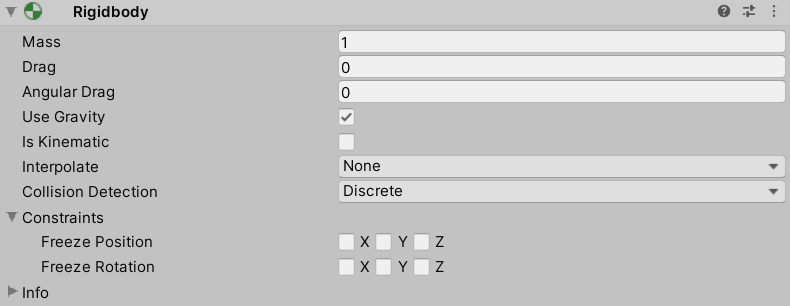 Rigidbody
Mass 1
Drag 0
Angular Drag 0
Use Gravity
Is Kinematic
Interpolate None
Collision Detection Discrete
Constraints
Freeze Position X Y Z
Freeze Rotation X Y Z
Info